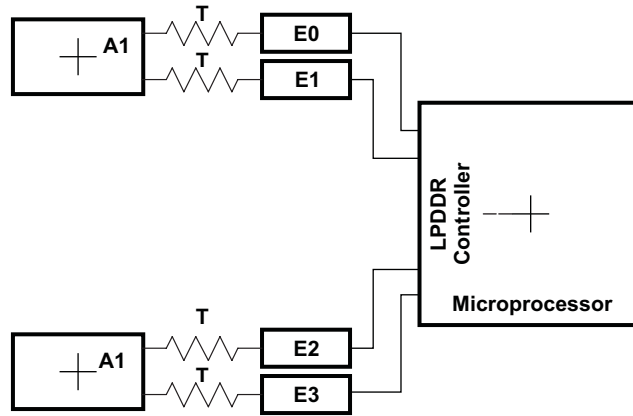 T
A1
E0
T
E1
LPDDR
Controller
Microprocessor
T
A1
E2
T
E3